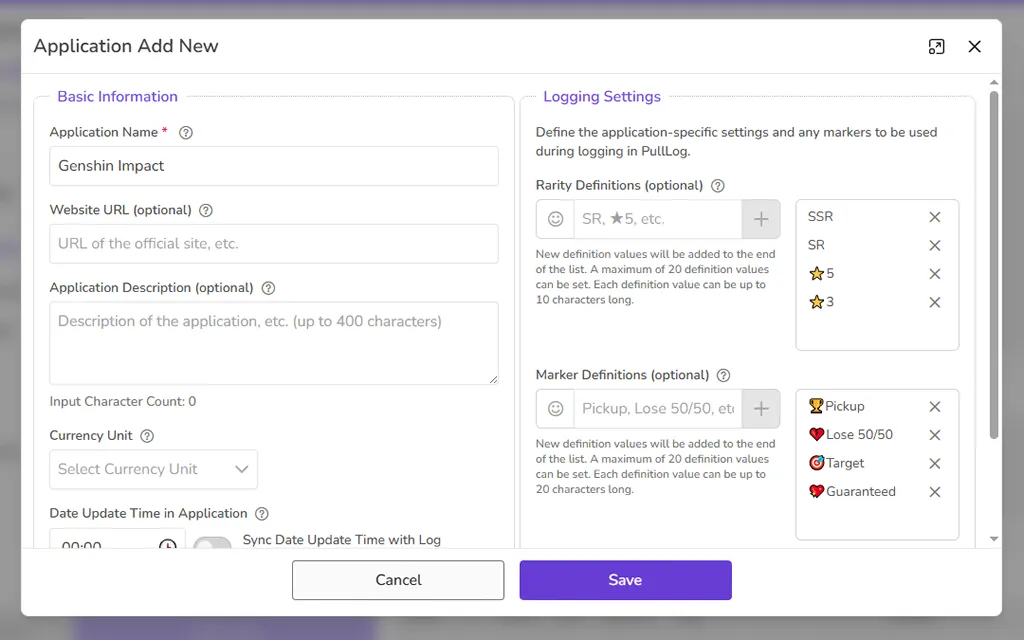 Application Add New
Basic Information
Application Name *
Genshin Impact
Website URL (optional)
URL of the official site, etc.
Application Description (optional)
Description of the application, etc. (up to 400 characters)
Input Character Count: 0
Currency Unit
Select Currency Unit
Date Update Time in Application
00:00
Sync Date Update Time with Log
Logging Settings
Define the application-specific settings and any markers to be used
during logging in PullLog.
Rarity Definitions (optional)
SR, ★5, etc.
New definition values will be added to the end
of the list. A maximum of 20 definition values
can be set. Each definition value can be up to
10 characters long.
SSR
SR
⭐5
⭐3
Marker Definitions (optional)
Pickup, Lose 50/50, etc
New definition values will be added to the end
of the list. A maximum of 20 definition values
can be set. Each definition value can be up to
20 characters long.
🏆Pickup
💔Lose 50/50
🎯Target
💘Guaranteed
Cancel
Save